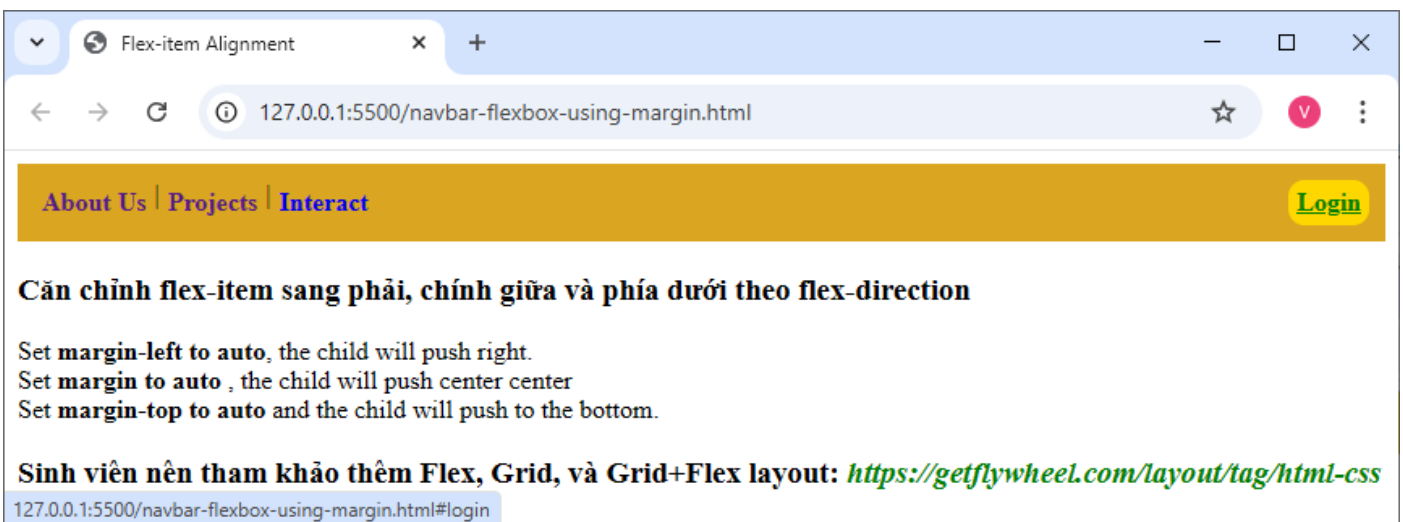 Flex-item Alignment
127.0.0.1:5500/navbar-flexbox-using-margin.html
V
About Us | Projects | Interact Login
Căn chỉnh flex-item sang phải, chính giữa và phía dưới theo flex-direction
Set margin-left to auto, the child will push right.
Set margin to auto , the child will push center center
Set margin-top to auto and the child will push to the bottom.
Sinh viên nên tham khảo thêm Flex, Grid, và Grid+Flex layout: https://getflywheel.com/layout/tag/html-css
127.0.0.1:5500/navbar-flexbox-using-margin.html#login